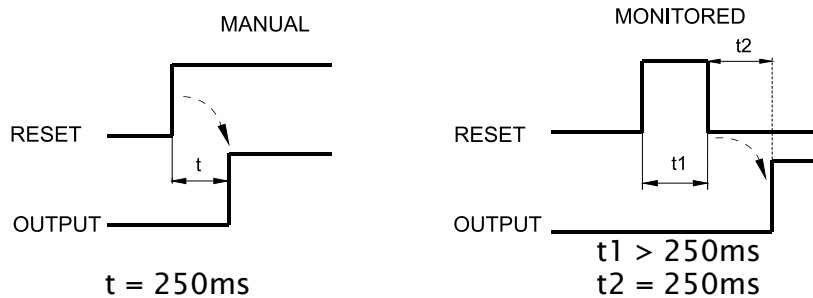 MANUAL
RESET
t
OUTPUT
t = 250ms
MONITORED
t2
RESET
t1
OUTPUT
t1 > 250ms
t2 = 250ms